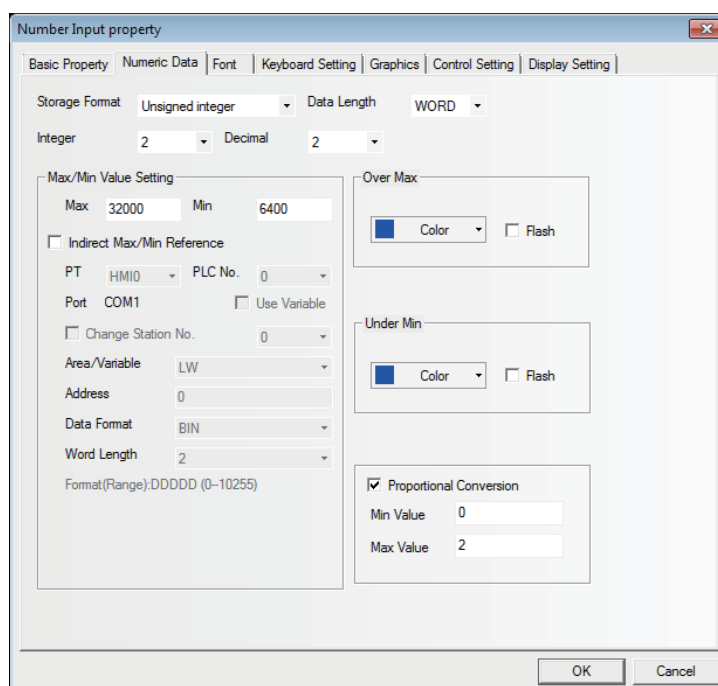 Number Input property
Basic Property Numeric Data Font Keyboard Setting Graphics Control Setting Display Setting
Storage Format Unsigned integer Data Length WORD
Integer 2 Decimal 2
Max/Min Value Setting
Max 32000 Min 6400
Indirect Max/Min Reference
PT HMI0 PLC No. 0
Port COM1 Use Variable
Change Station No. 0
Area/Variable LW
Address 0
Data Format BIN
Word Length 2
Format(Range):DDDDD (0~10255)
Over Max
Color Flash
Under Min
Color Flash
Proportional Conversion
Min Value 0
Max Value 2
OK Cancel